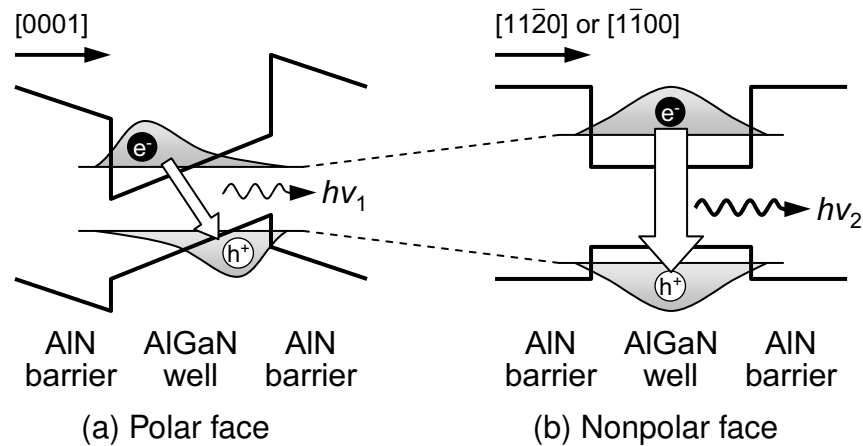 [0001]
[112̄0] or [11̄00]
e-
e-
hν1
hν2
h+
h+
AlN barrier
AlGaN well
AlN barrier
AlN barrier
AlGaN well
AlN barrier
(a) Polar face
(b) Nonpolar face